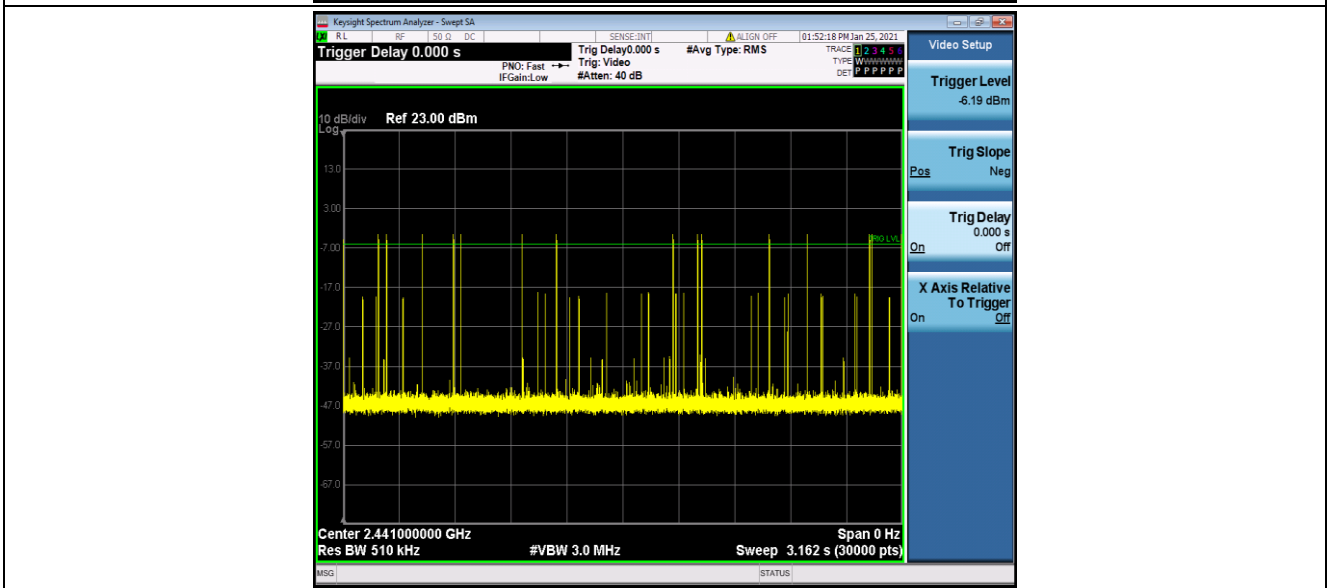 Keysight Spectrum Analyzer - Swept SA
RL RF 50 Ω DC SENSE:INT ALIGN OFF 01:52:18 PM Jan 25, 2021
Trigger Delay 0.000 s
Trig Delay0.000 s #Avg Type: RMS TRACE 1 2 3 4 5 6
PNO: Fast Trig: Video TYPE WWWWWW
IFGain:Low #Atten: 40 dB DET P P P P P P
10 dB/div Ref 23.00 dBm
Log
13.0
3.00
-7.00
TRIG LVL
-17.0
-27.0
-37.0
-47.0
-57.0
-67.0
Center 2.441000000 GHz Span 0 Hz
Res BW 510 kHz #VBW 3.0 MHz Sweep 3.162 s (30000 pts)
MSG STATUS
Video Setup
Trigger Level
-6.19 dBm
Trig Slope
Pos Neg
Trig Delay
0.000 s
On Off
X Axis Relative
To Trigger
On Off